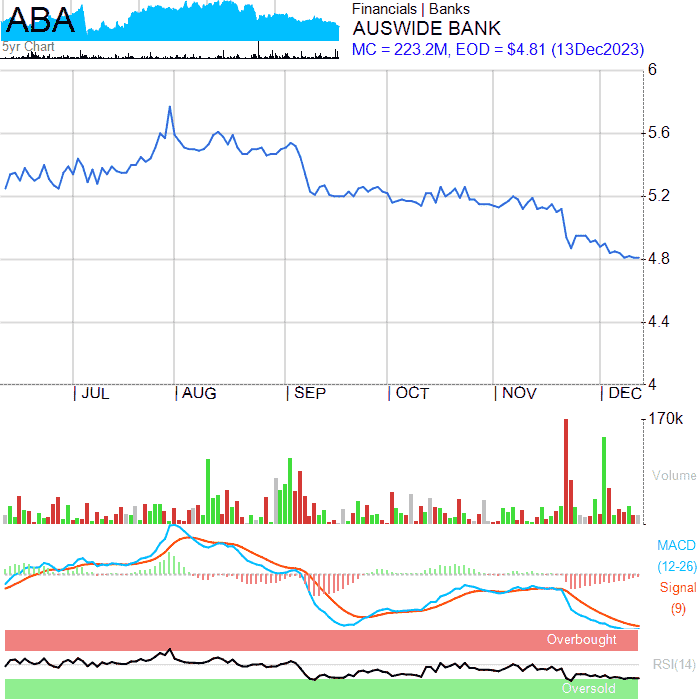 ABA
5yr Chart
Financials | Banks
AUSWIDE BANK
MC = 223.2M, EOD = $4.81 (13Dec2023)
6
5.6
5.2
4.8
4.4
4
| JUL | AUG | SEP | OCT | NOV | DEC
170k
Volume
MACD
(12-26)
Signal
(9)
Overbought
RSI(14)
Oversold